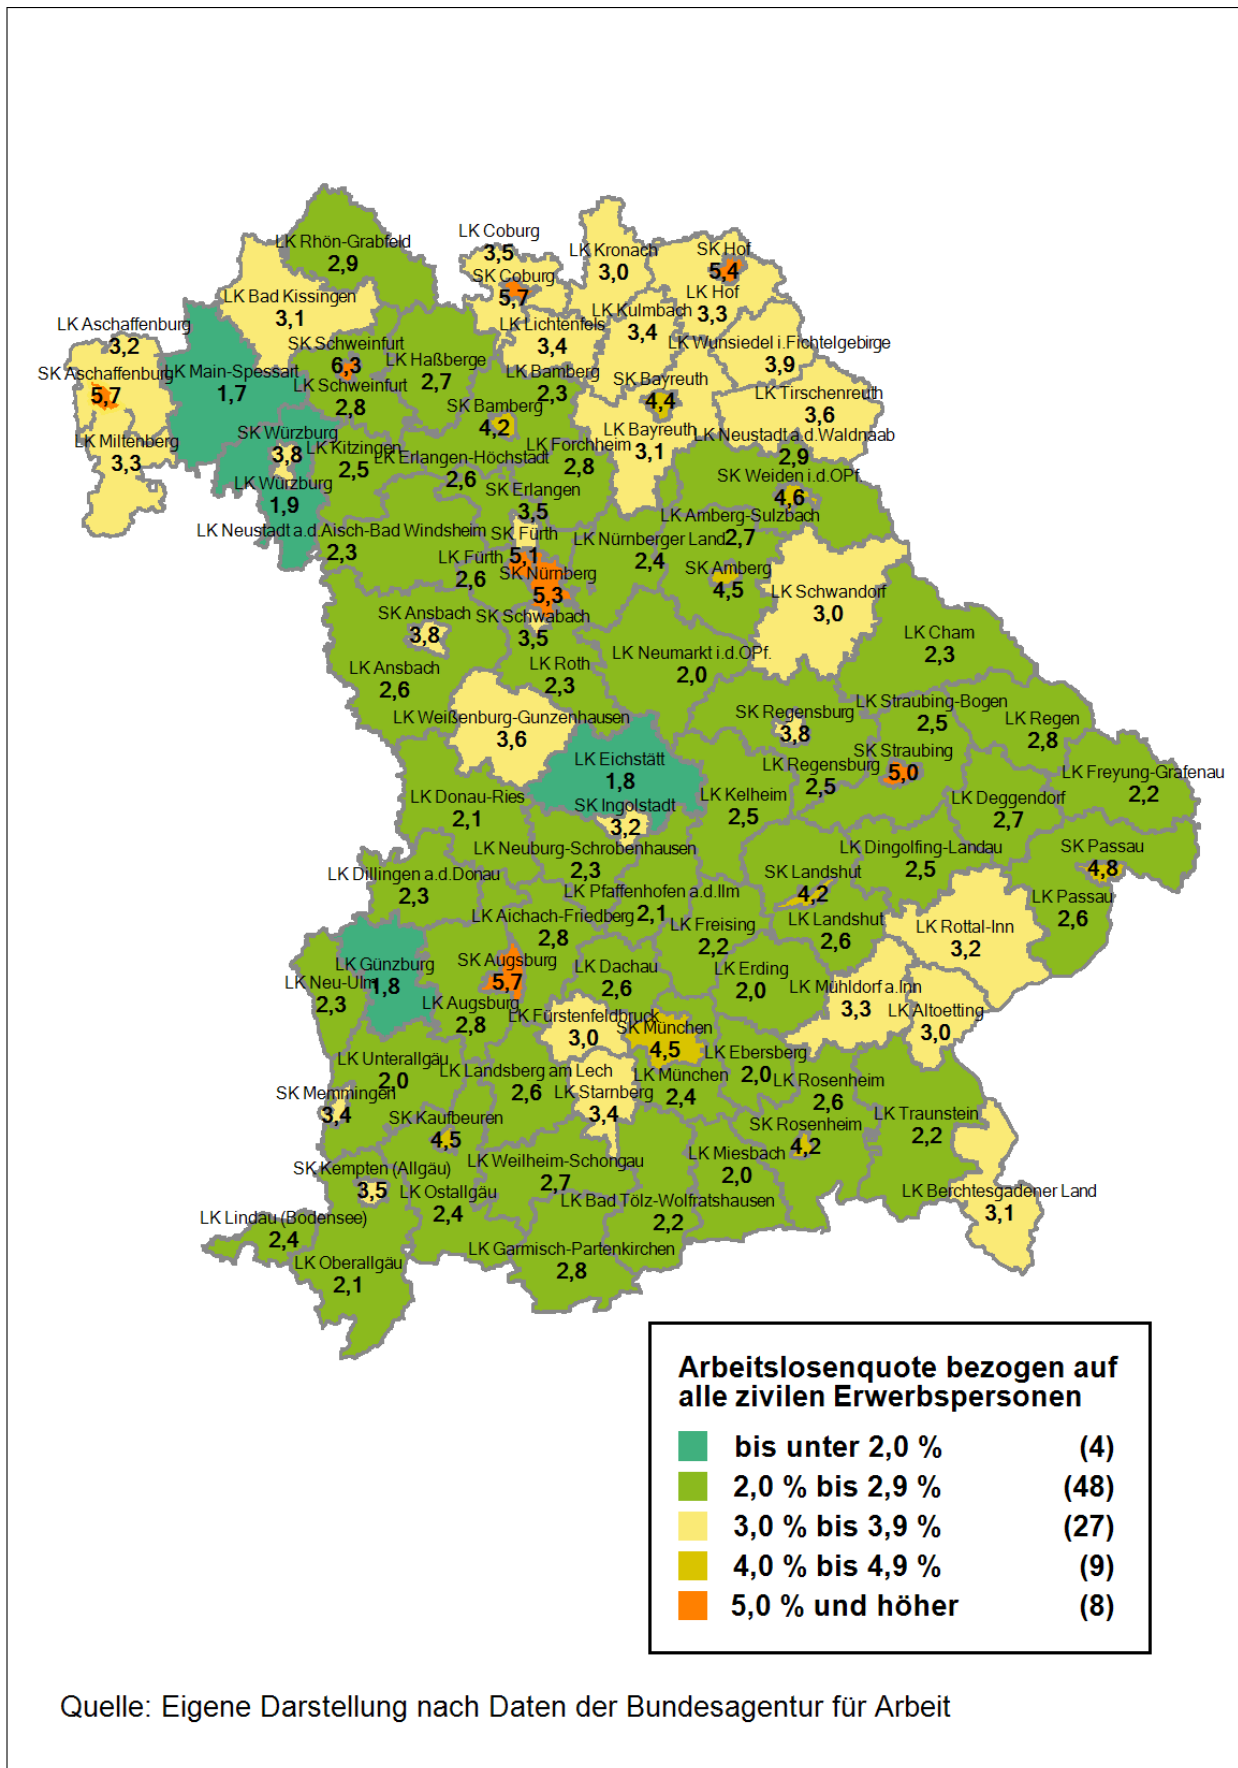 LK Rhön-Grabfeld
2,9
LK Coburg
3,5
LK Kronach
3,0
SK Hof
5,4
SK Coburg
5,7
LK Hof
3,3
LK Bad Kissingen
3,1
LK Kulmbach
3,4
LK Lichtenfels
3,4
LK Wunsiedel i.Fichtelgebirge
3,9
LK Aschaffenburg
3,2
SK Schweinfurt
6,3
LK Haßberge
2,7
LK Bamberg
2,3
SK Aschaffenburg
5,7
LK Main-Spessart
1,7
LK Schweinfurt
2,8
SK Bayreuth
4,4
LK Tirschenreuth
3,6
SK Bamberg
4,2
LK Bayreuth
3,1
LK Neustadt a.d.Waldnaab
2,9
LK Miltenberg
3,3
SK Würzburg
3,8
LK Kitzingen
2,5
LK Erlangen-Höchstadt
2,6
LK Forchheim
2,8
SK Weiden i.d.OPf.
4,6
LK Würzburg
1,9
SK Erlangen
3,5
LK Amberg-Sulzbach
2,7
LK Neustadt a.d.Aisch-Bad Windsheim
2,3
SK Fürth
5,1
LK Nürnberger Land
2,4
LK Fürth
2,6
SK Nürnberg
5,3
SK Amberg
4,5
LK Schwandorf
3,0
SK Ansbach
3,8
SK Schwabach
3,5
LK Cham
2,3
LK Ansbach
2,6
LK Roth
2,3
LK Neumarkt i.d.OPf.
2,0
LK Weißenburg-Gunzenhausen
3,6
SK Regensburg
3,8
LK Straubing-Bogen
2,5
LK Regen
2,8
LK Eichstätt
1,8
LK Regensburg
2,5
SK Straubing
5,0
LK Freyung-Grafenau
2,2
LK Donau-Ries
2,1
SK Ingolstadt
3,2
LK Kelheim
2,5
LK Deggendorf
2,7
LK Neuburg-Schrobenhausen
2,3
LK Dingolfing-Landau
2,5
SK Passau
4,8
LK Dillingen a.d.Donau
2,3
LK Pfaffenhofen a.d.Ilm
2,1
SK Landshut
4,2
LK Passau
2,6
LK Aichach-Friedberg
2,8
LK Freising
2,2
LK Landshut
2,6
LK Rottal-Inn
3,2
LK Günzburg
1,8
SK Augsburg
5,7
LK Dachau
2,6
LK Erding
2,0
LK Neu-Ulm
2,3
LK Mühldorf a.Inn
3,3
LK Augsburg
2,8
LK Fürstenfeldbruck
3,0
SK München
4,5
LK Altoetting
3,0
LK Unterallgäu
2,0
LK Landsberg am Lech
2,6
LK Ebersberg
2,0
LK Starnberg
3,4
LK München
2,4
LK Rosenheim
2,6
SK Memmingen
3,4
SK Kaufbeuren
4,5
SK Rosenheim
4,2
LK Traunstein
2,2
SK Kempten (Allgäu)
3,5
LK Weilheim-Schongau
2,7
LK Miesbach
2,0
LK Ostallgäu
2,4
LK Bad Tölz-Wolfratshausen
2,2
LK Berchtesgadener Land
3,1
LK Lindau (Bodensee)
2,4
LK Oberallgäu
2,1
LK Garmisch-Partenkirchen
2,8
Arbeitslosenquote bezogen auf
alle zivilen Erwerbspersonen
bis unter 2,0 % (4)
2,0 % bis 2,9 % (48)
3,0 % bis 3,9 % (27)
4,0 % bis 4,9 % (9)
5,0 % und höher (8)
Quelle: Eigene Darstellung nach Daten der Bundesagentur für Arbeit